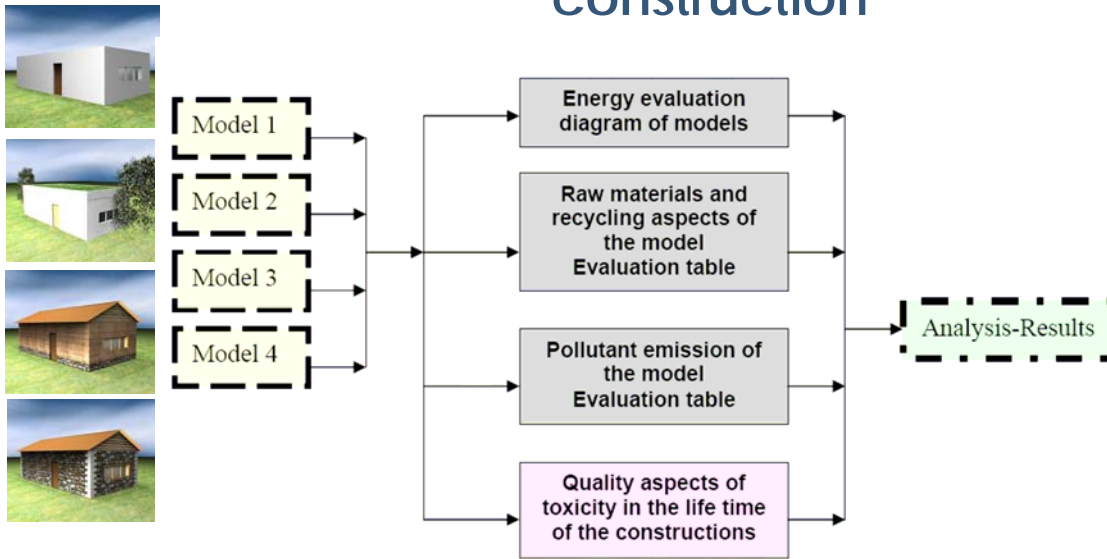 construction
Model 1
Model 2
Model 3
Model 4
Energy evaluation
diagram of models
Raw materials and
recycling aspects of
the model
Evaluation table
Pollutant emission of
the model
Evaluation table
Quality aspects of
toxicity in the life time
of the constructions
Analysis-Results